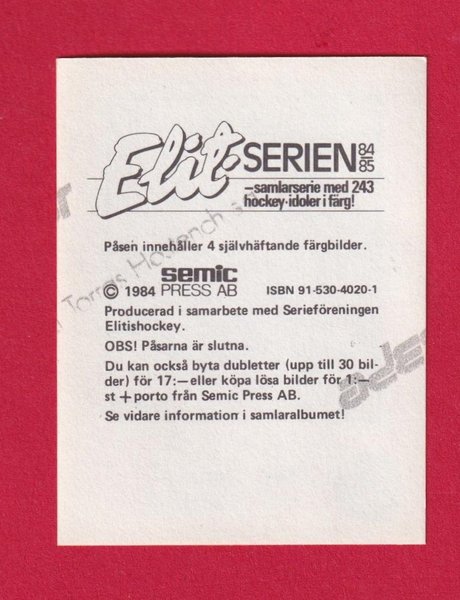 Elit-SERIEN 84-85
–samlarserie med 243
hockey-idoler i färg!
Påsen innehåller 4 självhäftande färgbilder.
semic
© 1984 PRESS AB ISBN 91-530-4020-1
Producerad i samarbete med Serieföreningen
Elitishockey.
OBS! Påsarna är slutna.
Du kan också byta dubletter (upp till 30 bil-
der) för 17:—eller köpa lösa bilder för 1:—
st + porto från Semic Press AB.
Se vidare information i samlaralbumet!
Torras Hostench